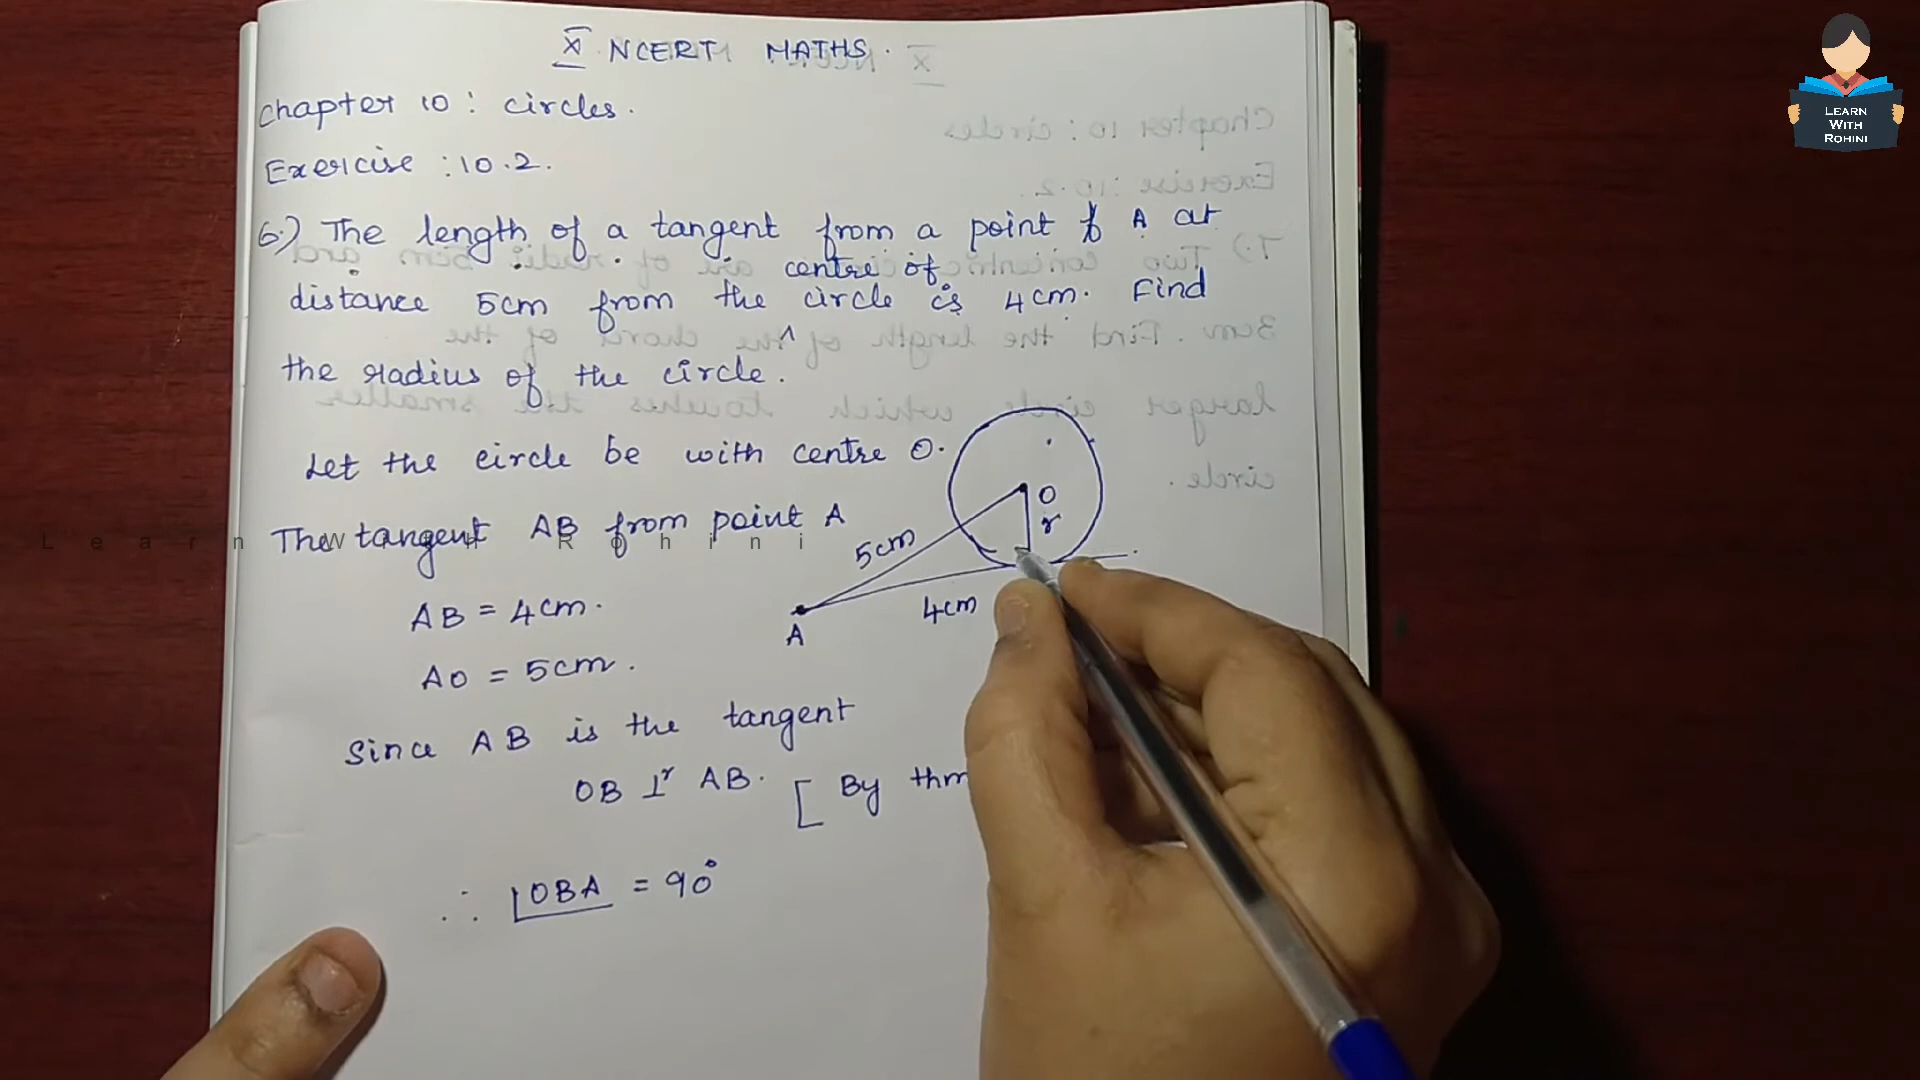 X NCERT MATHS.
Chapter 10 : circles.
Exercise : 10.2.
6.) The length of a tangent from a point A at
centre of
distance 5cm from the circle is 4cm. Find
^
the radius of the circle.
Let the circle be with centre O.
The tangent AB from point A
AB = 4cm.
AO = 5cm.
Since AB is the tangent
OB ⊥r AB. [ By thm
∴ ∠OBA = 90°
O
r
5cm
4cm
A
LEARN
WITH
ROHINI
Learn With Rohini